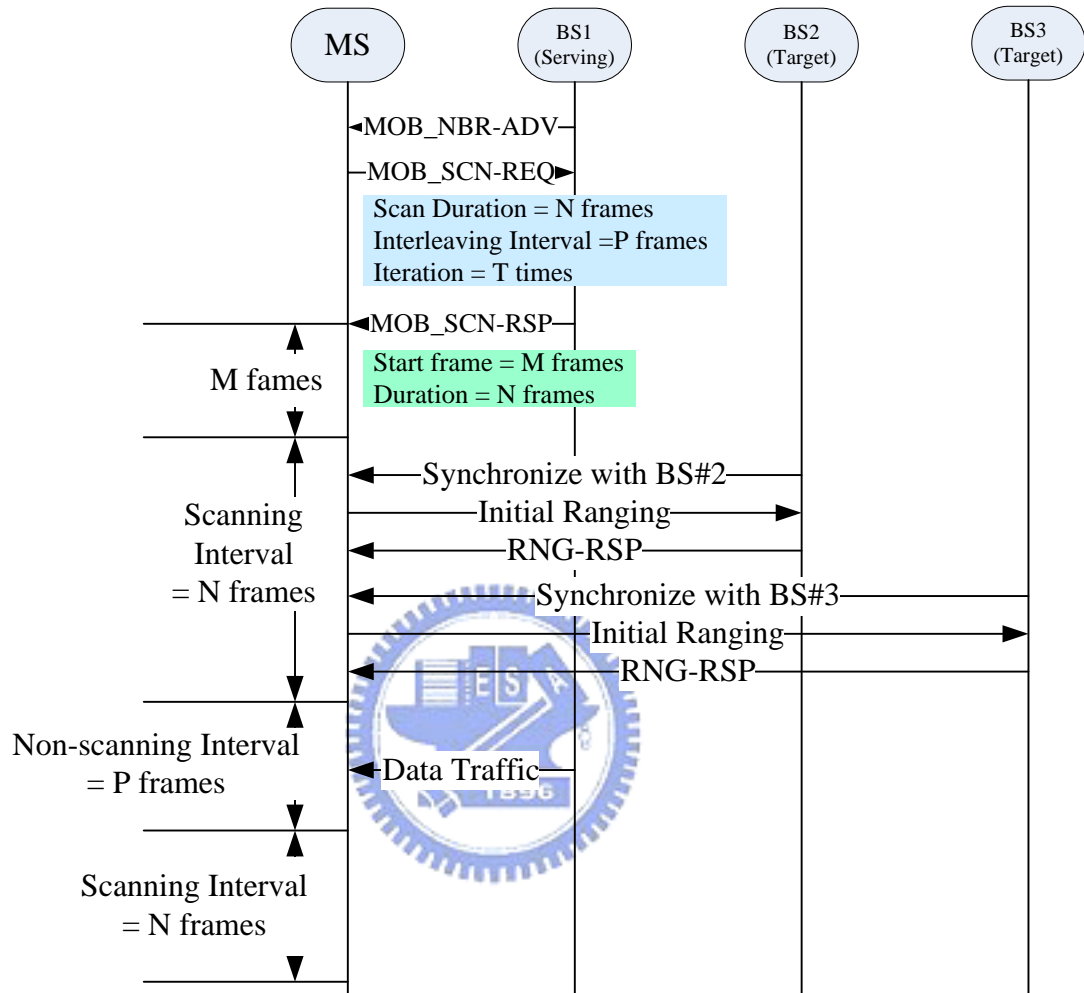 MS
BS1
(Serving)
BS2
(Target)
BS3
(Target)
MOB_NBR-ADV
MOB_SCN-REQ
Scan Duration = N frames
Interleaving Interval =P frames
Iteration = T times
MOB_SCN-RSP
Start frame = M frames
Duration = N frames
M fames
Synchronize with BS#2
Initial Ranging
RNG-RSP
Scanning
Interval
= N frames
Synchronize with BS#3
Initial Ranging
RNG-RSP
E S A
Non-scanning Interval
= P frames
Data Traffic
1896
Scanning Interval
= N frames